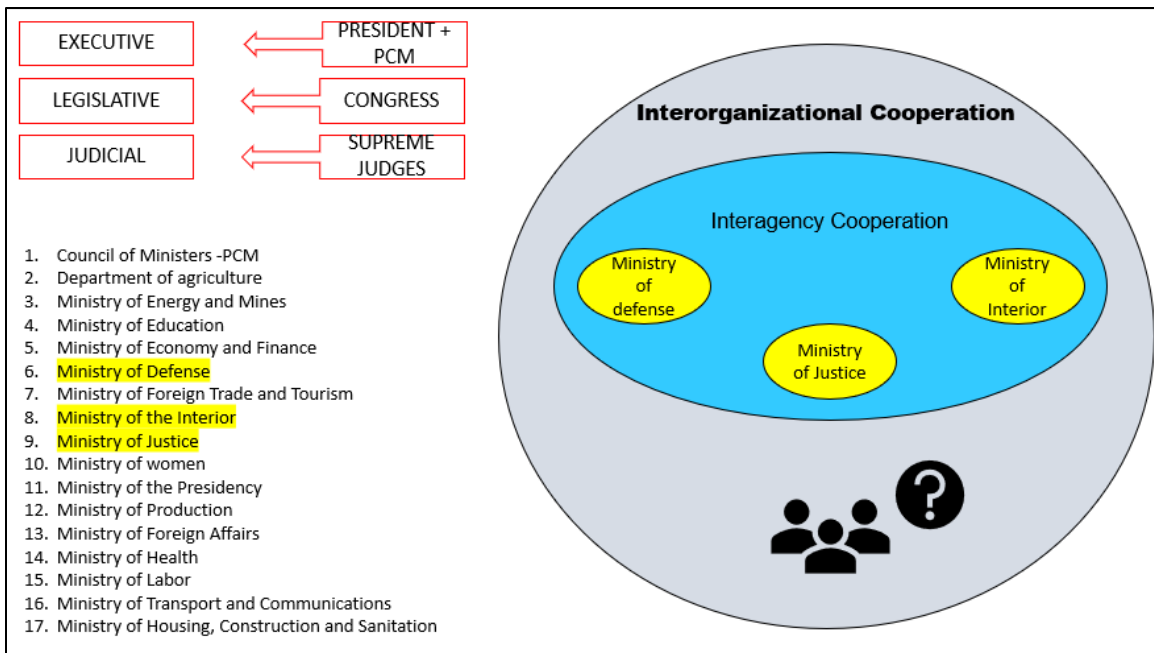 EXECUTIVE
PRESIDENT +
PCM
LEGISLATIVE
CONGRESS
JUDICIAL
SUPREME
JUDGES
1. Council of Ministers -PCM
2. Department of agriculture
3. Ministry of Energy and Mines
4. Ministry of Education
5. Ministry of Economy and Finance
6. Ministry of Defense
7. Ministry of Foreign Trade and Tourism
8. Ministry of the Interior
9. Ministry of Justice
10. Ministry of women
11. Ministry of the Presidency
12. Ministry of Production
13. Ministry of Foreign Affairs
14. Ministry of Health
15. Ministry of Labor
16. Ministry of Transport and Communications
17. Ministry of Housing, Construction and Sanitation
Interorganizational Cooperation
Interagency Cooperation
Ministry
of
defense
Ministry
of
Interior
Ministry
of Justice
?